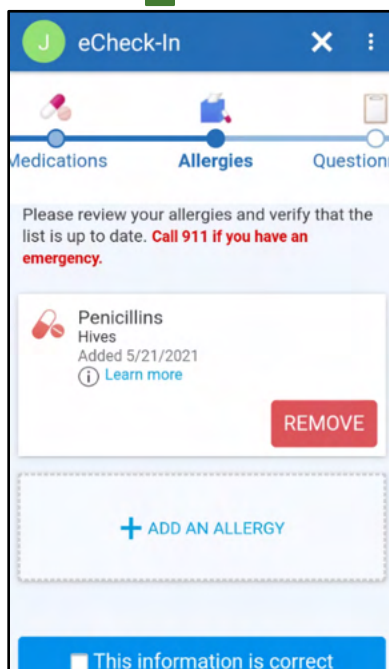 J eCheck-In
Medications Allergies Question
Please review your allergies and verify that the
list is up to date. Call 911 if you have an
emergency.
Penicillins
Hives
Added 5/21/2021
Learn more
REMOVE
ADD AN ALLERGY
This information is correct